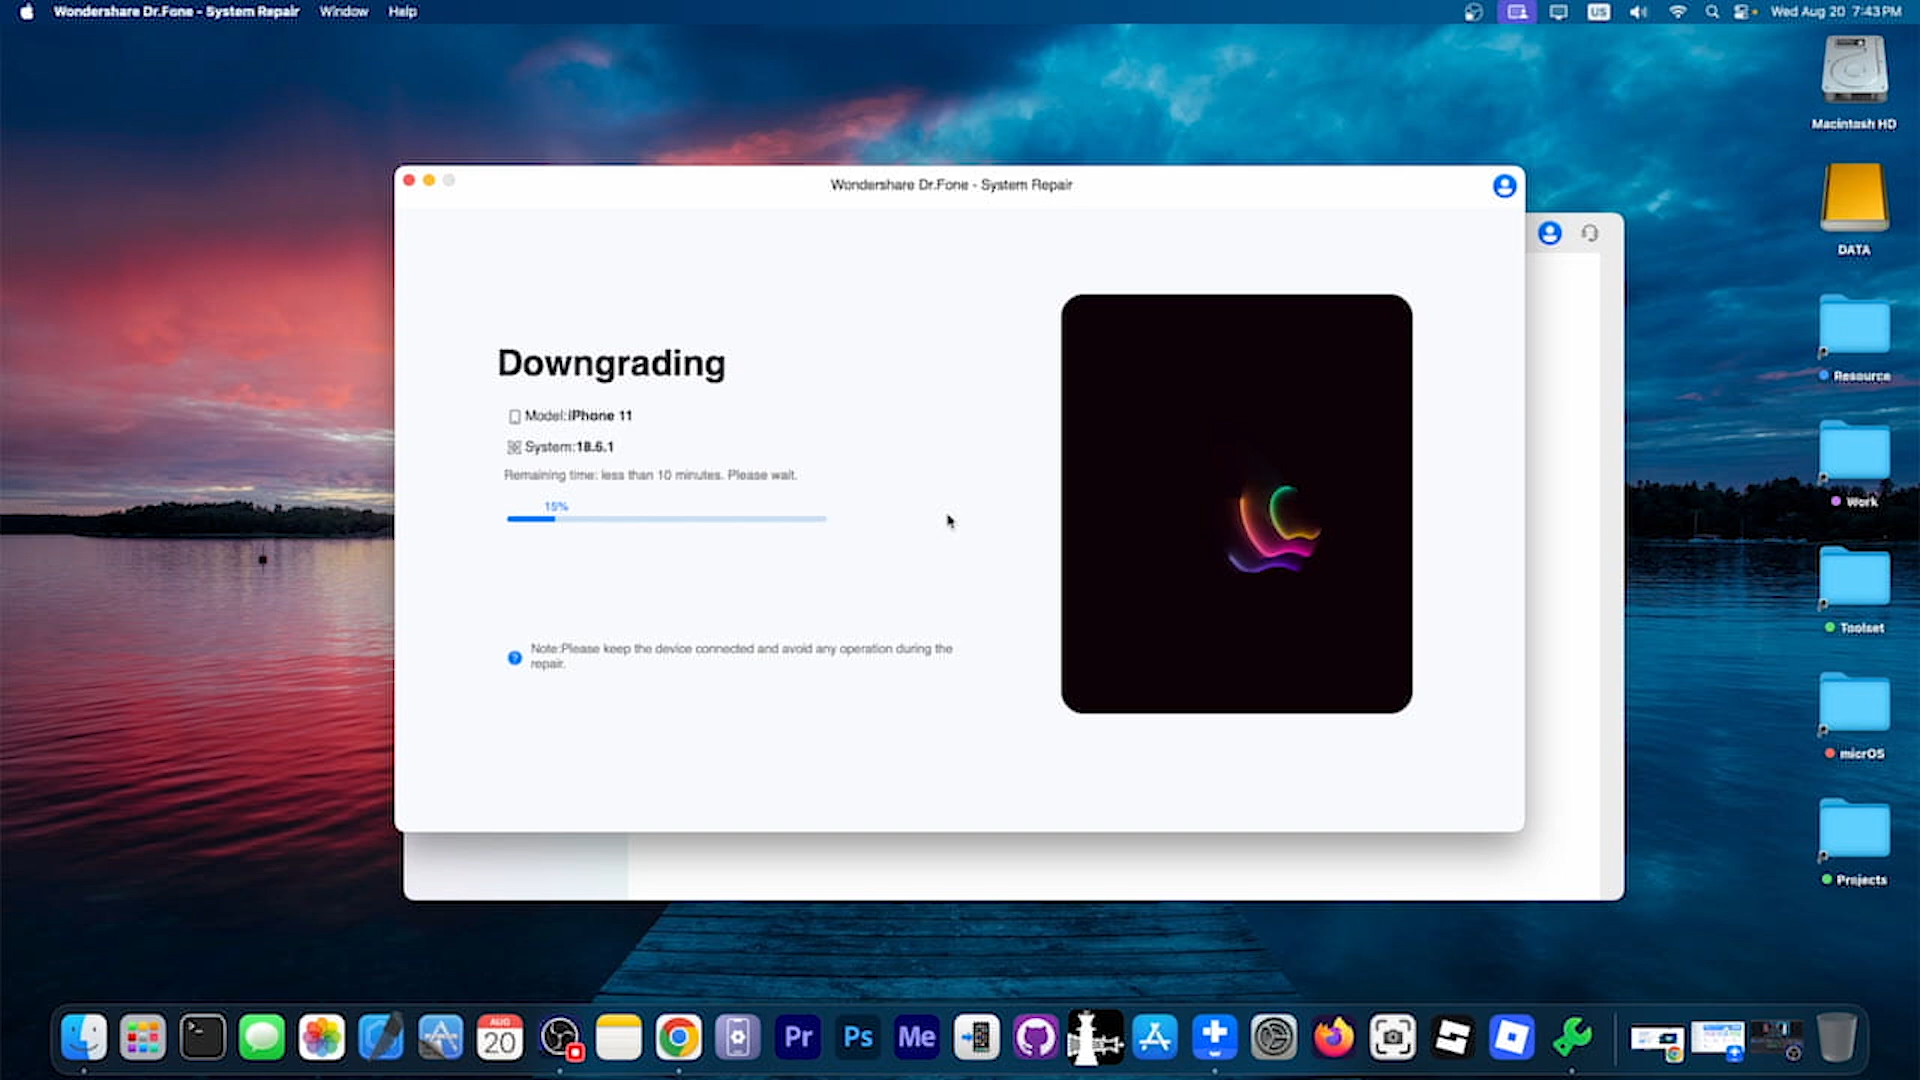 Wondershare Dr.Fone - System Repair Window Help US Wed Aug 20 7:43 PM
Macintosh HD
Wondershare Dr.Fone - System Repair
DATA
Downgrading
Model:iPhone 11
System:18.6.1
Remaining time: less than 10 minutes. Please wait.
15%
Note:Please keep the device connected and avoid any operation during the
repair.
Resource
Work
Toolset
micrOS
Projects
AUG
20
Pr
Ps
Me